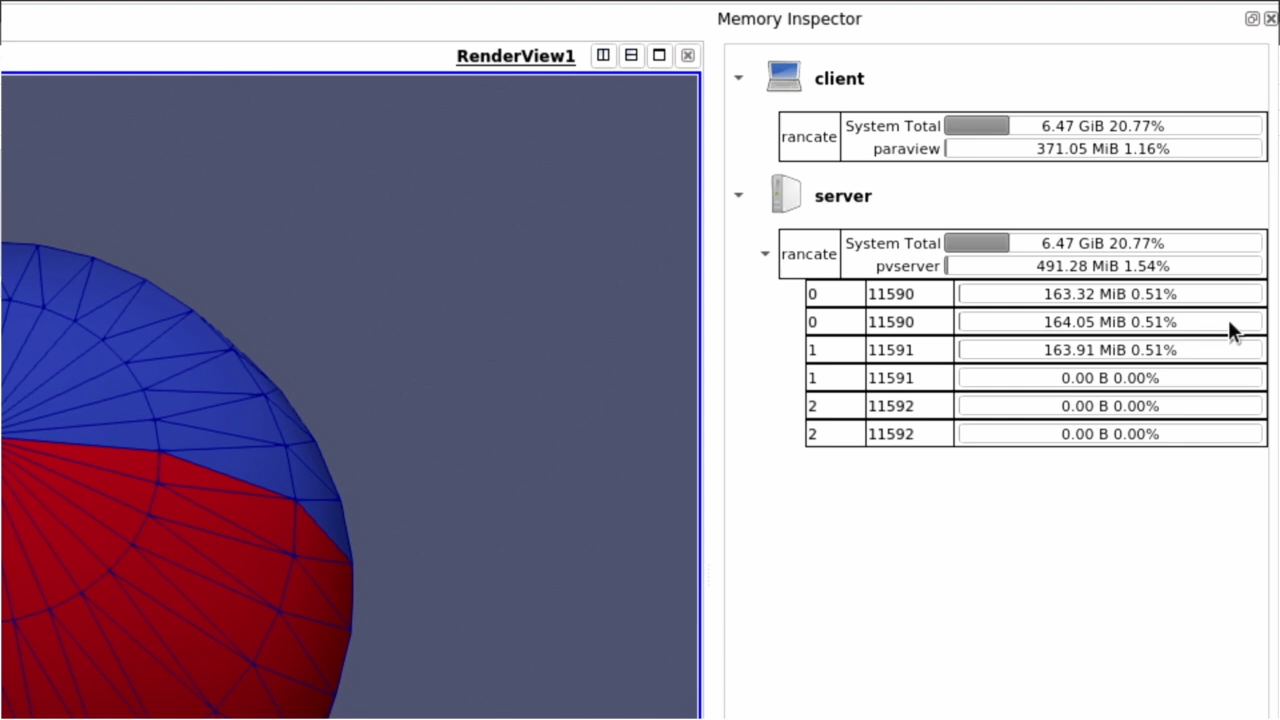 Memory Inspector
RenderView1
client
rancate
System Total 6.47 GiB 20.77%
paraview 371.05 MiB 1.16%
server
rancate
System Total 6.47 GiB 20.77%
pvserver 491.28 MiB 1.54%
0 11590 163.32 MiB 0.51%
0 11590 164.05 MiB 0.51%
1 11591 163.91 MiB 0.51%
1 11591 0.00 B 0.00%
2 11592 0.00 B 0.00%
2 11592 0.00 B 0.00%